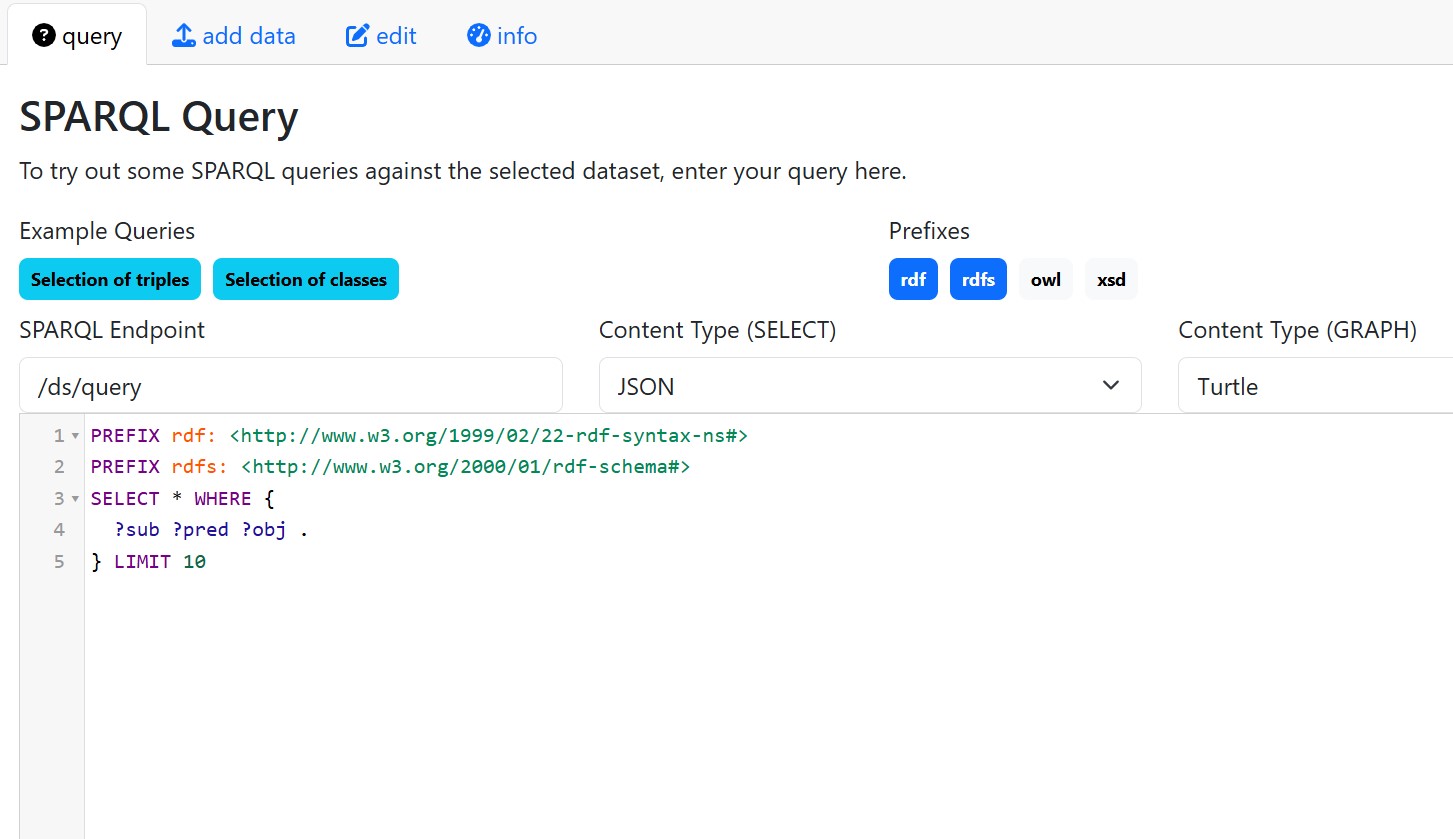 query add data edit info
SPARQL Query
To try out some SPARQL queries against the selected dataset, enter your query here.
Example Queries Prefixes
Selection of triples Selection of classes rdf rdfs owl xsd
SPARQL Endpoint Content Type (SELECT) Content Type (GRAPH)
/ds/query JSON Turtle
1 PREFIX rdf: <http://www.w3.org/1999/02/22-rdf-syntax-ns#>
2 PREFIX rdfs: <http://www.w3.org/2000/01/rdf-schema#>
3 SELECT * WHERE {
4   ?sub ?pred ?obj .
5 } LIMIT 10